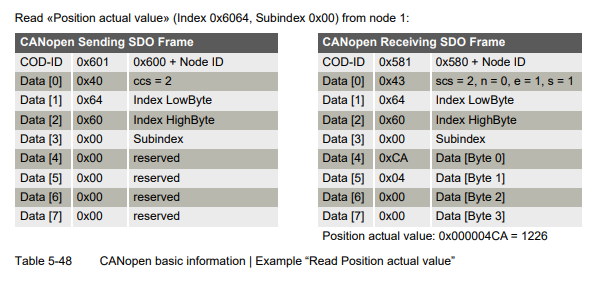 Read «Position actual value» (Index 0x6064, Subindex 0x00) from node 1:
CANopen Sending SDO Frame
COD-ID 0x601 0x600 + Node ID
Data [0] 0x40 ccs = 2
Data [1] 0x64 Index LowByte
Data [2] 0x60 Index HighByte
Data [3] 0x00 Subindex
Data [4] 0x00 reserved
Data [5] 0x00 reserved
Data [6] 0x00 reserved
Data [7] 0x00 reserved
CANopen Receiving SDO Frame
COD-ID 0x581 0x580 + Node ID
Data [0] 0x43 scs = 2, n = 0, e = 1, s = 1
Data [1] 0x64 Index LowByte
Data [2] 0x60 Index HighByte
Data [3] 0x00 Subindex
Data [4] 0xCA Data [Byte 0]
Data [5] 0x04 Data [Byte 1]
Data [6] 0x00 Data [Byte 2]
Data [7] 0x00 Data [Byte 3]
Position actual value: 0x000004CA = 1226
Table 5-48 CANopen basic information | Example “Read Position actual value”